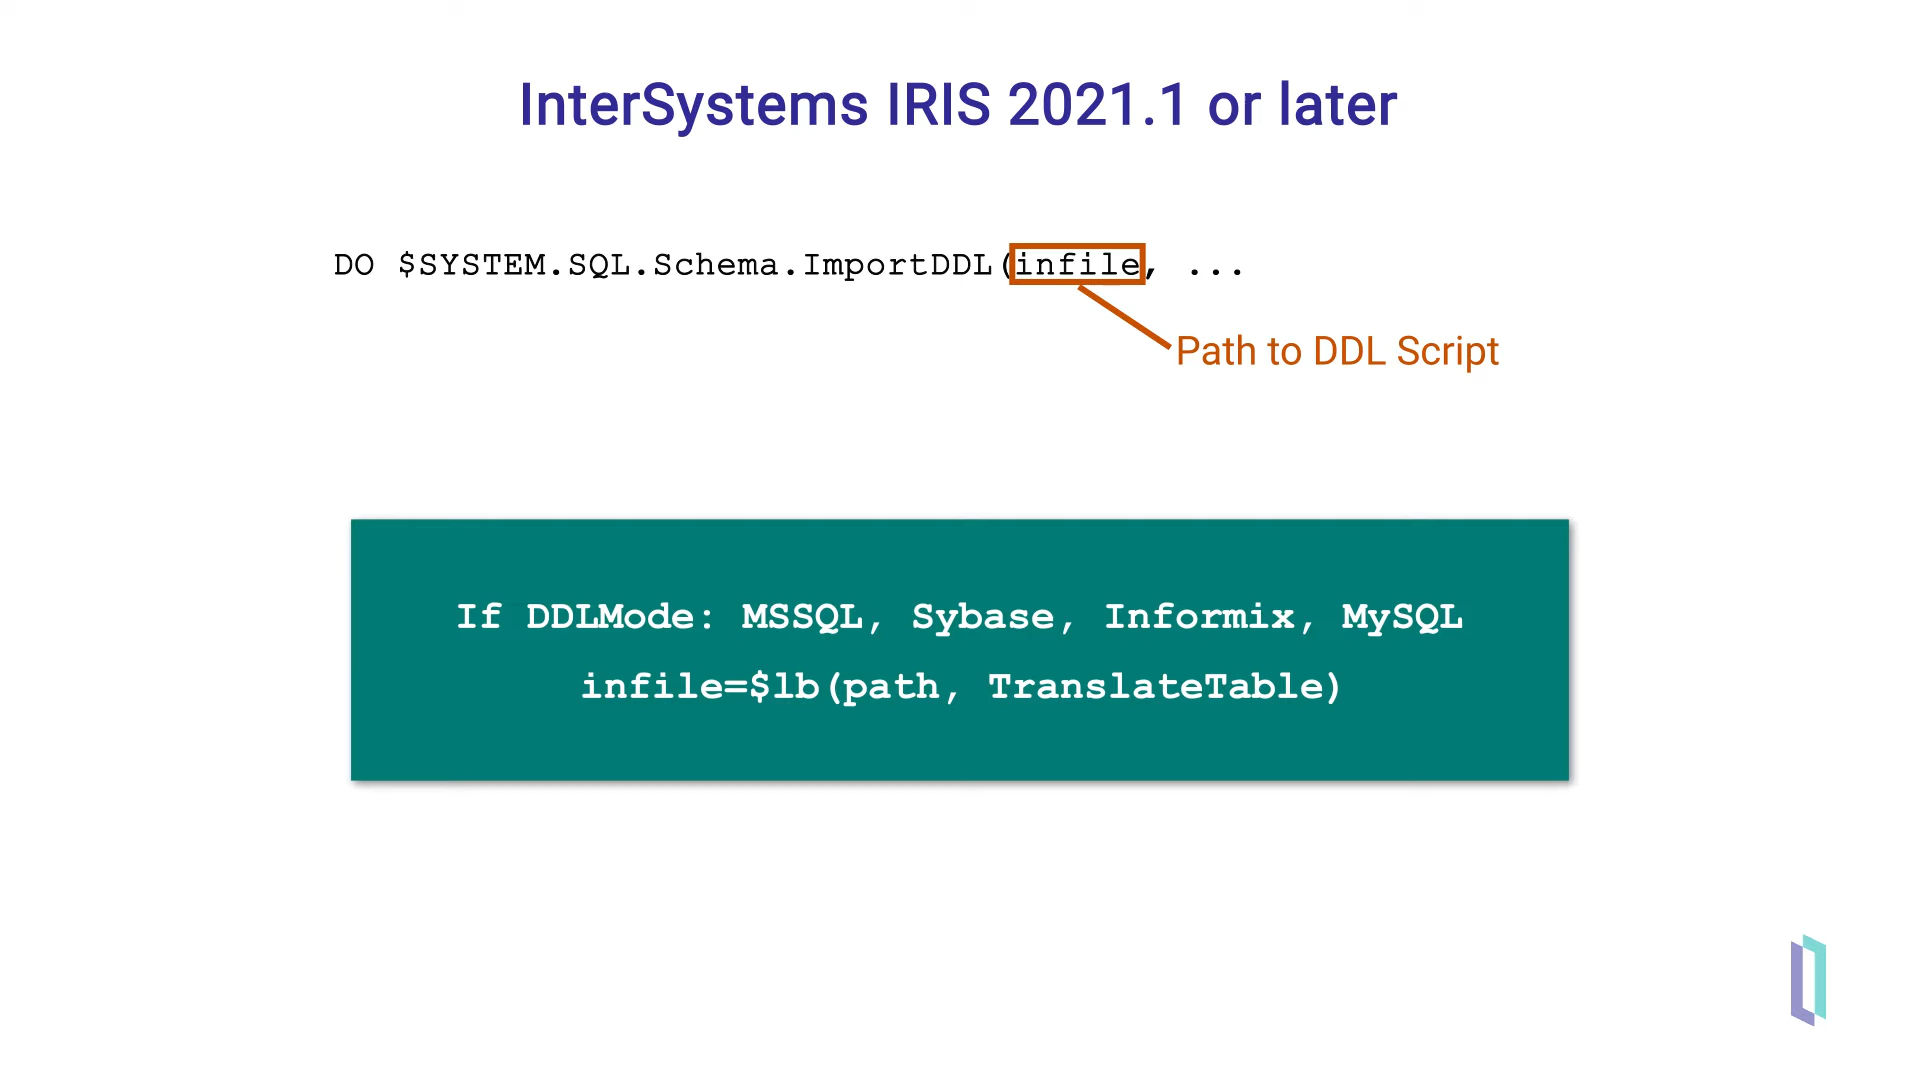 InterSystems IRIS 2021.1 or later
DO $SYSTEM.SQL.Schema.ImportDDL(infile, ...
Path to DDL Script
If DDLMode: MSSQL, Sybase, Informix, MySQL
infile=$lb(path, TranslateTable)